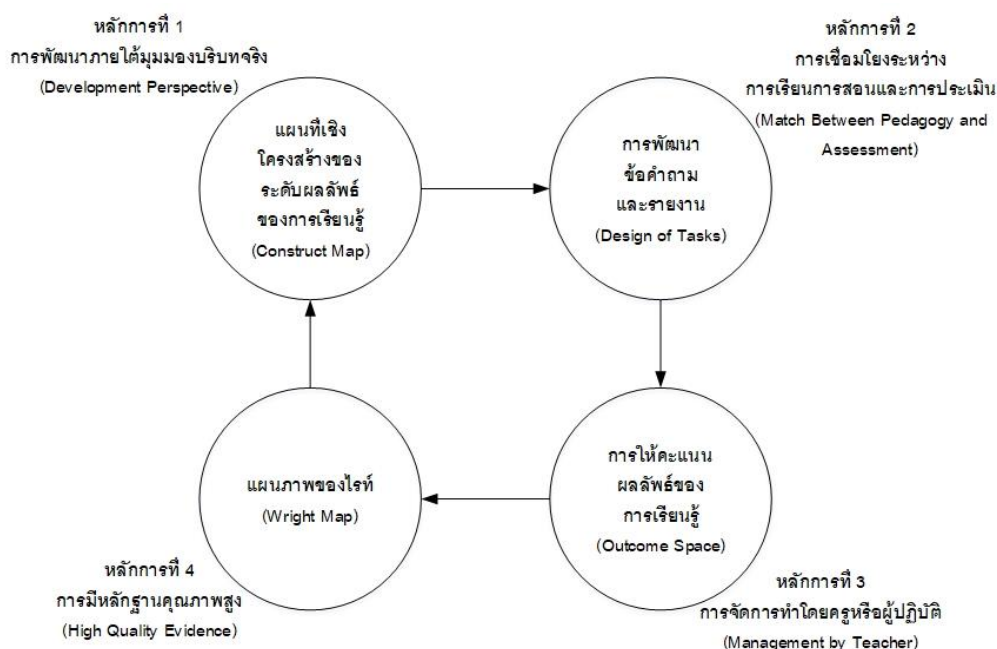 หลักการที่ 1
การพัฒนาภายใต้มุมมองบริบทจริง
(Development Perspective)
หลักการที่ 2
การเชื่อมโยงระหว่าง
การเรียนการสอนและการประเมิน
(Match Between Pedagogy and
Assessment)
แผนที่เชิง
โครงสร้างของ
ระดับผลลัพธ์
ของการเรียนรู้
(Construct Map)
การพัฒนา
ข้อคำถาม
และรายงาน
(Design of Tasks)
แผนภาพของไรท์
(Wright Map)
การให้คะแนน
ผลลัพธ์ของ
การเรียนรู้
(Outcome Space)
หลักการที่ 4
การมีหลักฐานคุณภาพสูง
(High Quality Evidence)
หลักการที่ 3
การจัดการทำโดยครูหรือผู้ปฏิบัติ
(Management by Teacher)